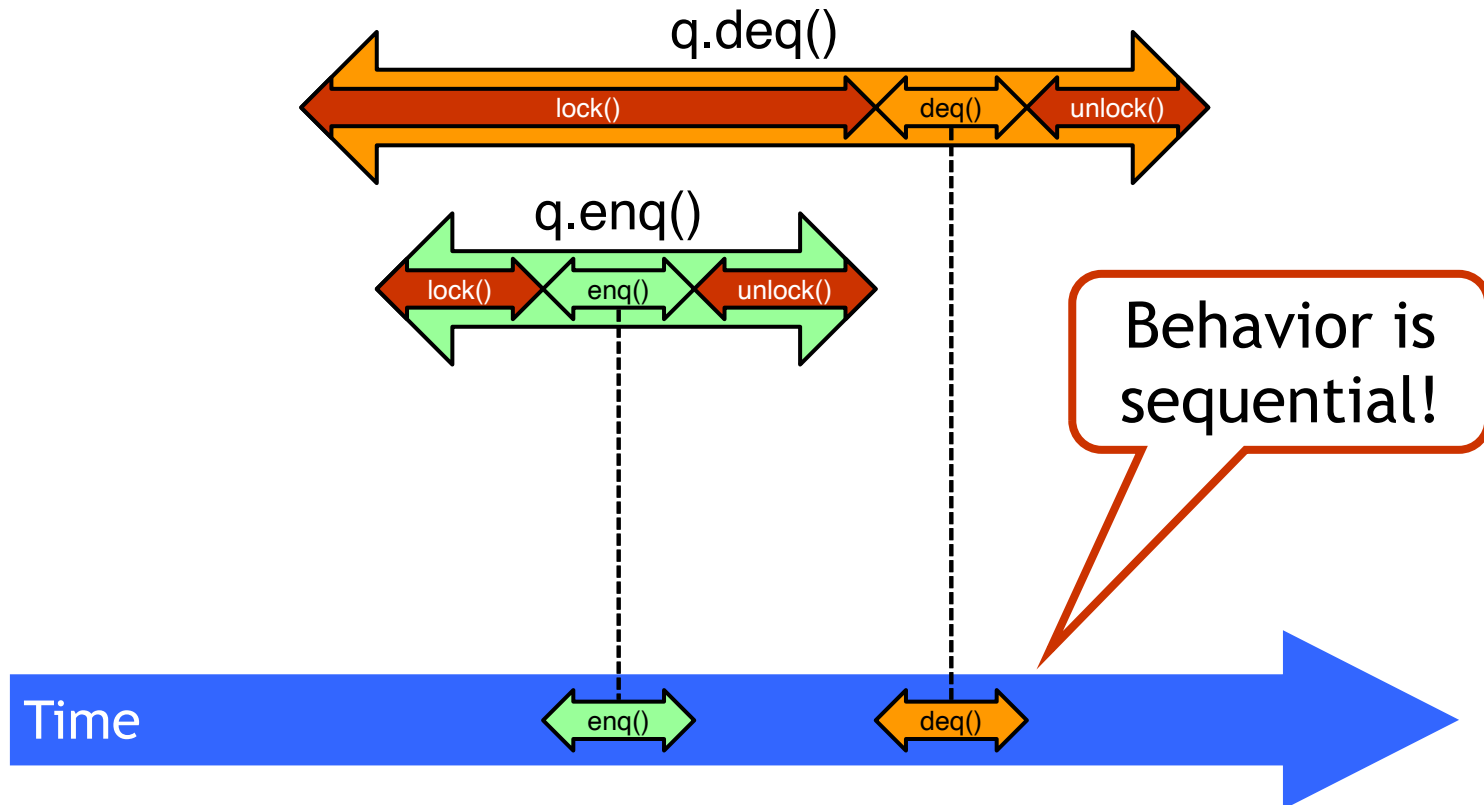 q.deq()
lock() deq() unlock()
q.enq()
lock() enq() unlock()
Behavior is
sequential!
Time enq() deq()